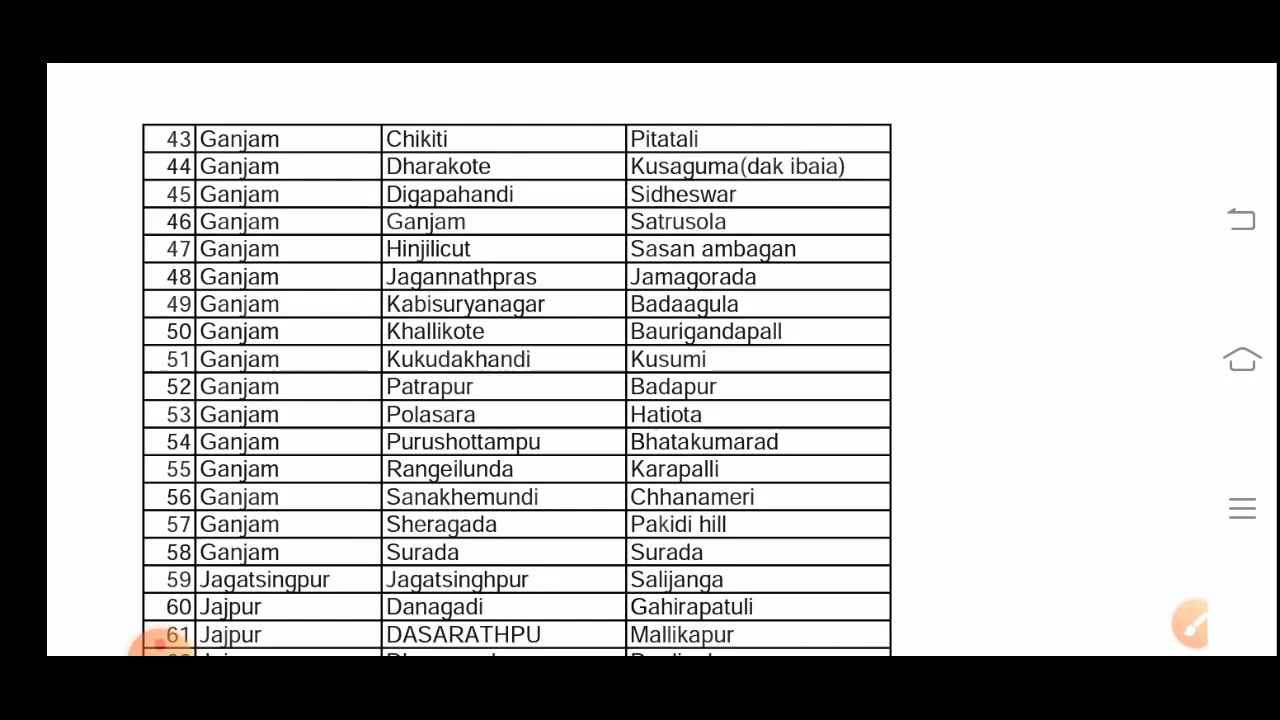 43 Ganjam Chikiti Pitatali
44 Ganjam Dharakote Kusaguma(dak ibaia)
45 Ganjam Digapahandi Sidheswar
46 Ganjam Ganjam Satrusola
47 Ganjam Hinjilicut Sasan ambagan
48 Ganjam Jagannathpras Jamagorada
49 Ganjam Kabisuryanagar Badaagula
50 Ganjam Khallikote Baurigandapall
51 Ganjam Kukudakhandi Kusumi
52 Ganjam Patrapur Badapur
53 Ganjam Polasara Hatiota
54 Ganjam Purushottampu Bhatakumarad
55 Ganjam Rangeilunda Karapalli
56 Ganjam Sanakhemundi Chhanameri
57 Ganjam Sheragada Pakidi hill
58 Ganjam Surada Surada
59 Jagatsingpur Jagatsinghpur Salijanga
60 Jajpur Danagadi Gahirapatuli
61 Jajpur DASARATHPU Mallikapur